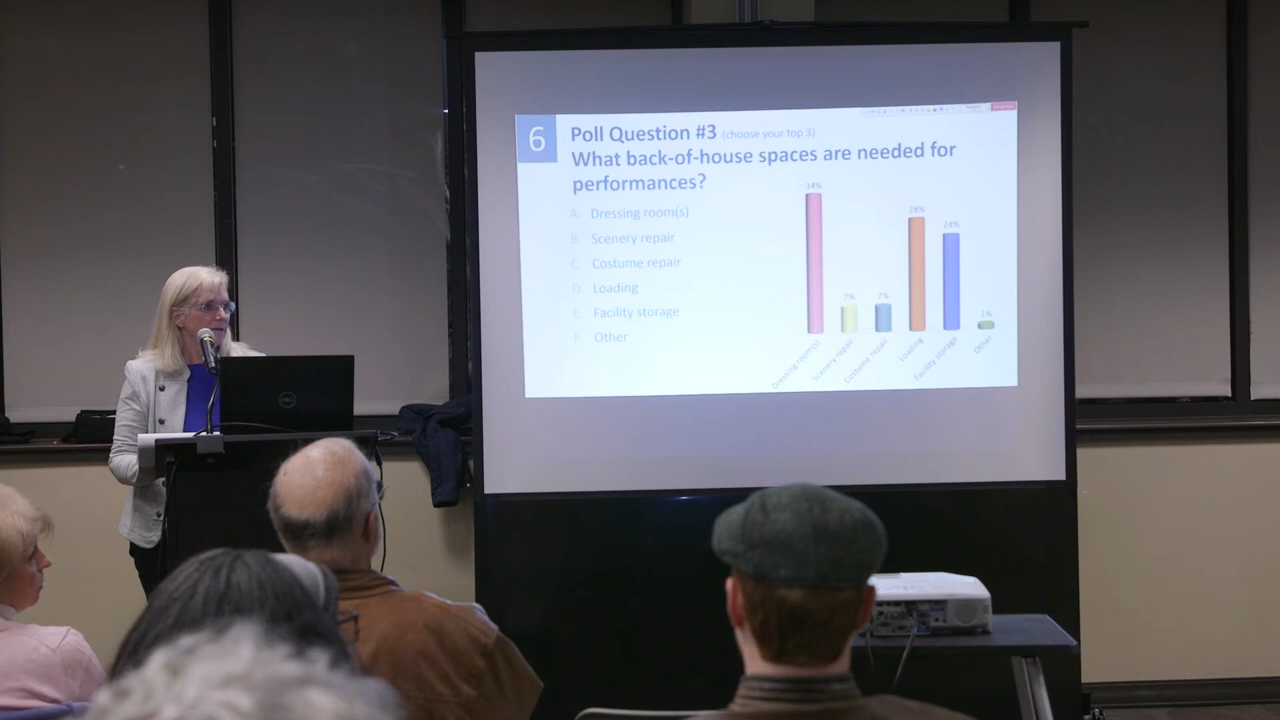 6
Poll Question #3 (choose your top 3)
What back-of-house spaces are needed for
performances?
A. Dressing room(s)
B. Scenery repair
C. Costume repair
D. Loading
E. Facility storage
F. Other
34%
7%
7%
28%
24%
1%
Dressing room(s)
Scenery repair
Costume repair
Loading
Facility storage
Other
DELL